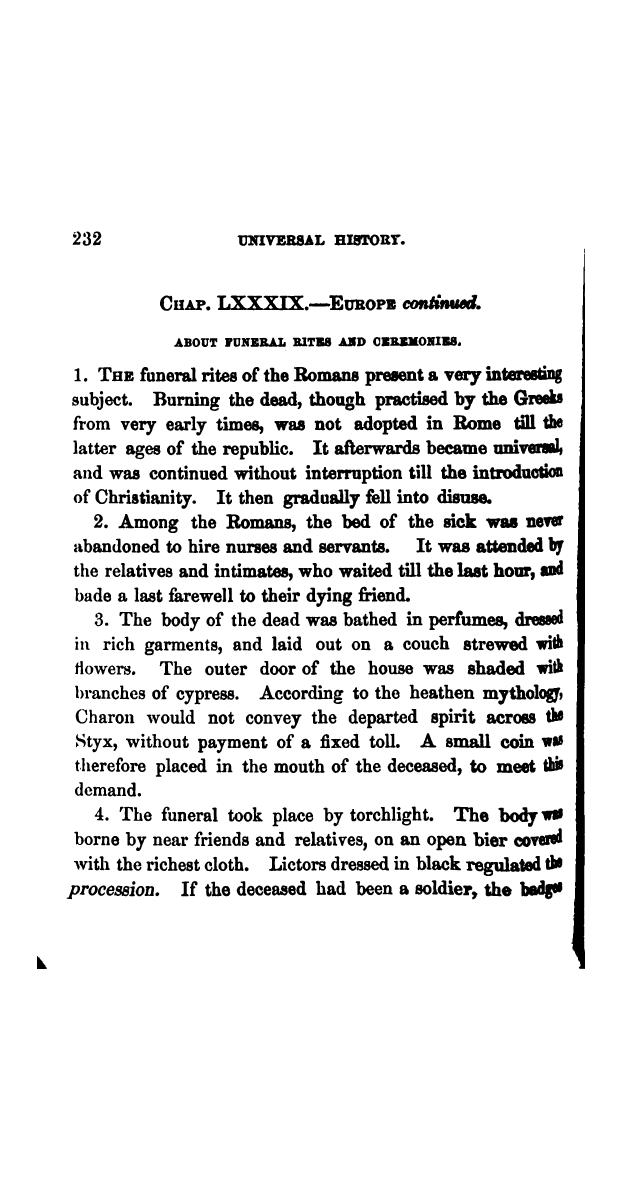 232 UNIVERSAL HISTORY.
CHAP. LXXXIX.—EUROPE continued.
ABOUT FUNERAL RITES AND CEREMONIES.
1. THE funeral rites of the Romans present a very interesting
subject. Burning the dead, though practised by the Greeks
from very early times, was not adopted in Rome till the
latter ages of the republic. It afterwards became universal,
and was continued without interruption till the introduction
of Christianity. It then gradually fell into disuse.
2. Among the Romans, the bed of the sick was never
abandoned to hire nurses and servants. It was attended by
the relatives and intimates, who waited till the last hour, and
bade a last farewell to their dying friend.
3. The body of the dead was bathed in perfumes, dressed
in rich garments, and laid out on a couch strewed with
flowers. The outer door of the house was shaded with
branches of cypress. According to the heathen mythology,
Charon would not convey the departed spirit across the
Styx, without payment of a fixed toll. A small coin was
therefore placed in the mouth of the deceased, to meet this
demand.
4. The funeral took place by torchlight. The body was
borne by near friends and relatives, on an open bier covered
with the richest cloth. Lictors dressed in black regulated the
procession. If the deceased had been a soldier, the badges